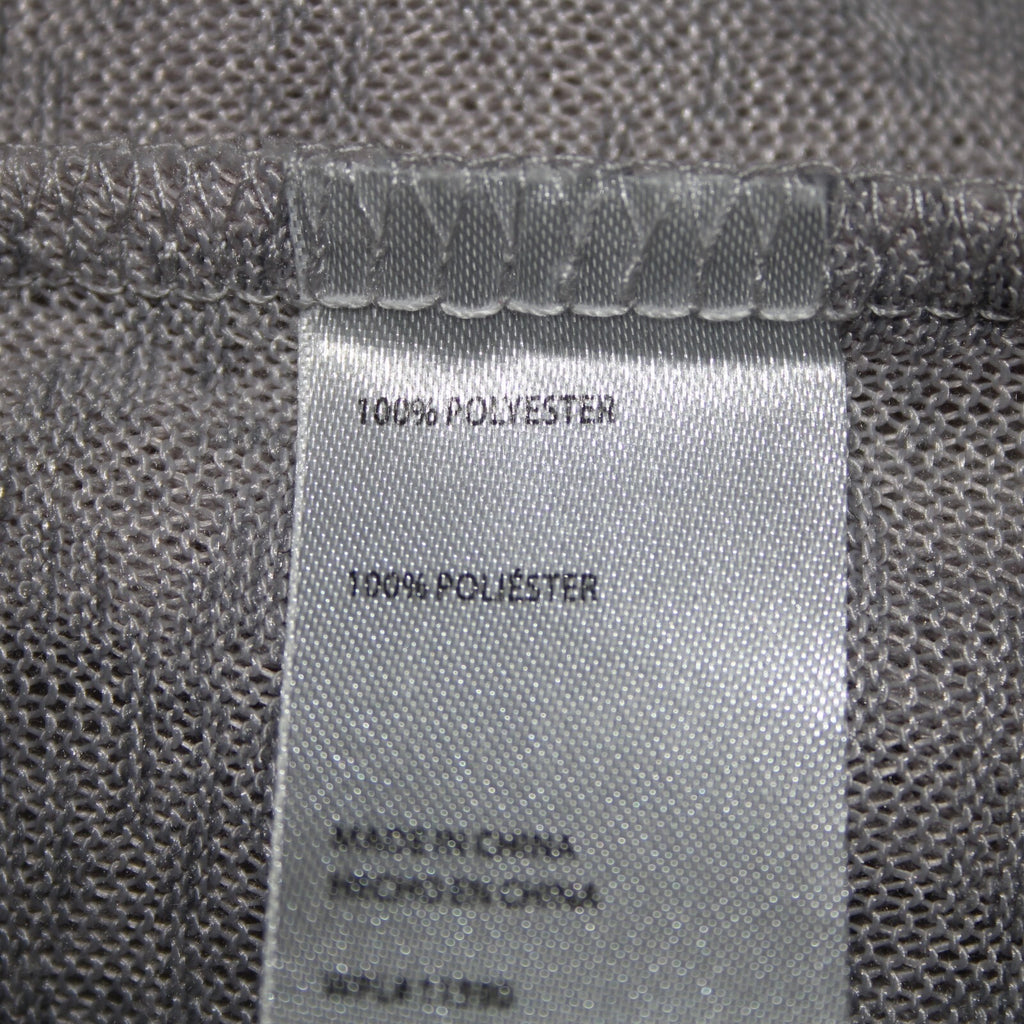 100% POLYESTER
100% POLIÉSTER
MADE IN CHINA
HECHO EN CHINA